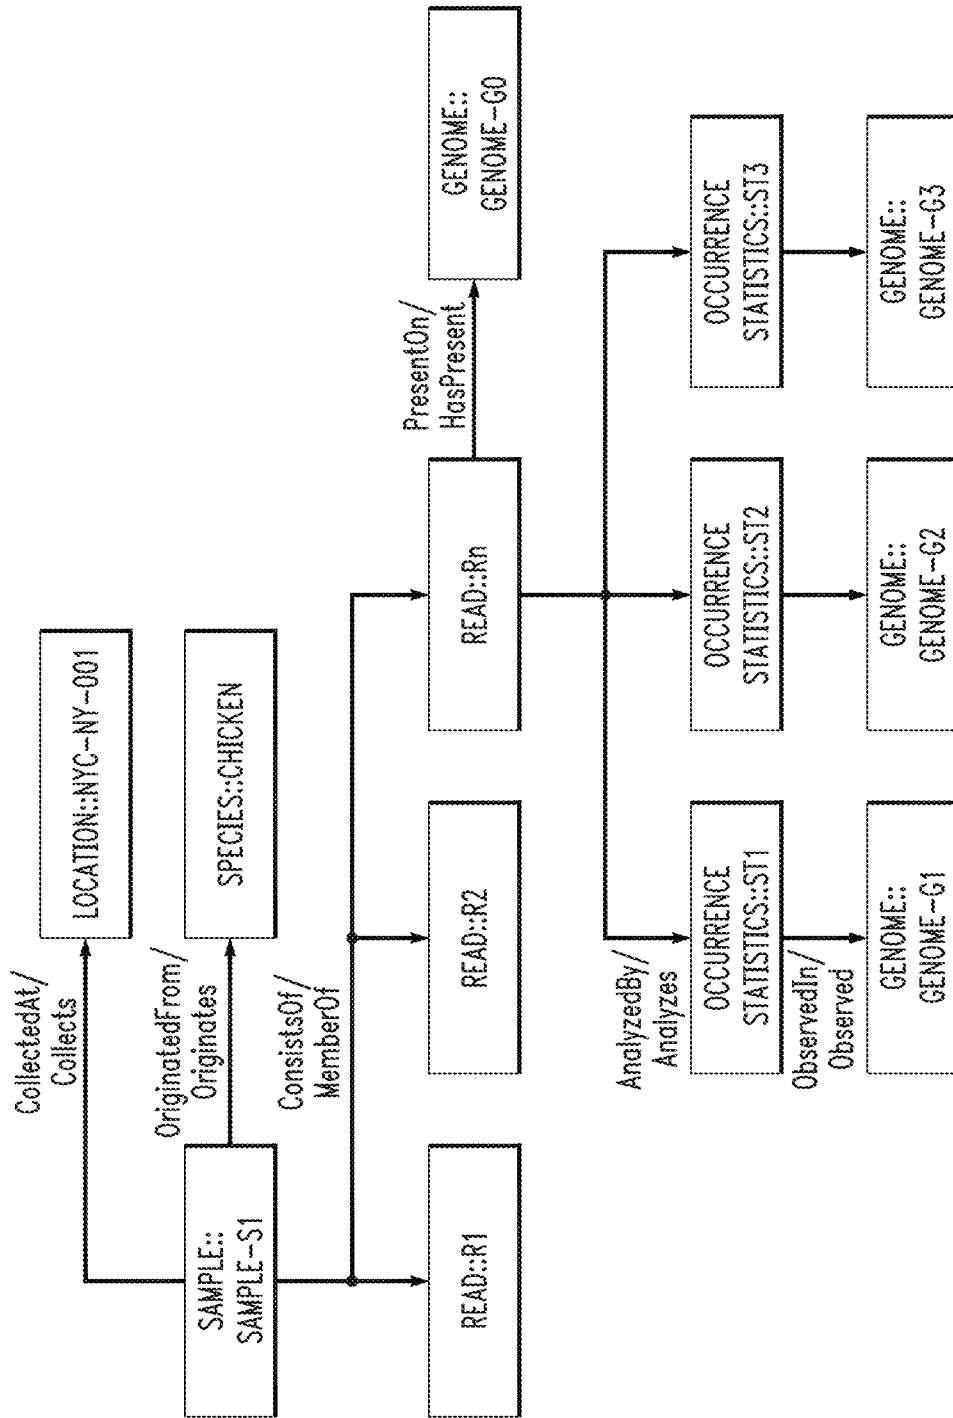 CollectedAt/
Collects
LOCATION::NYC-NY-001
SAMPLE::
SAMPLE-S1
OriginatedFrom/
Originates
SPECIES::CHICKEN
ConsistsOf/
MemberOf
READ::R1
READ::R2
READ::Rn
PresentOn/
HasPresent
GENOME::
GENOME-G0
AnalyzedBy/
Analyzes
OCCURRENCE
STATISTICS::ST1
OCCURRENCE
STATISTICS::ST2
OCCURRENCE
STATISTICS::ST3
ObservedIn/
Observed
GENOME::
GENOME-G1
GENOME::
GENOME-G2
GENOME::
GENOME-G3